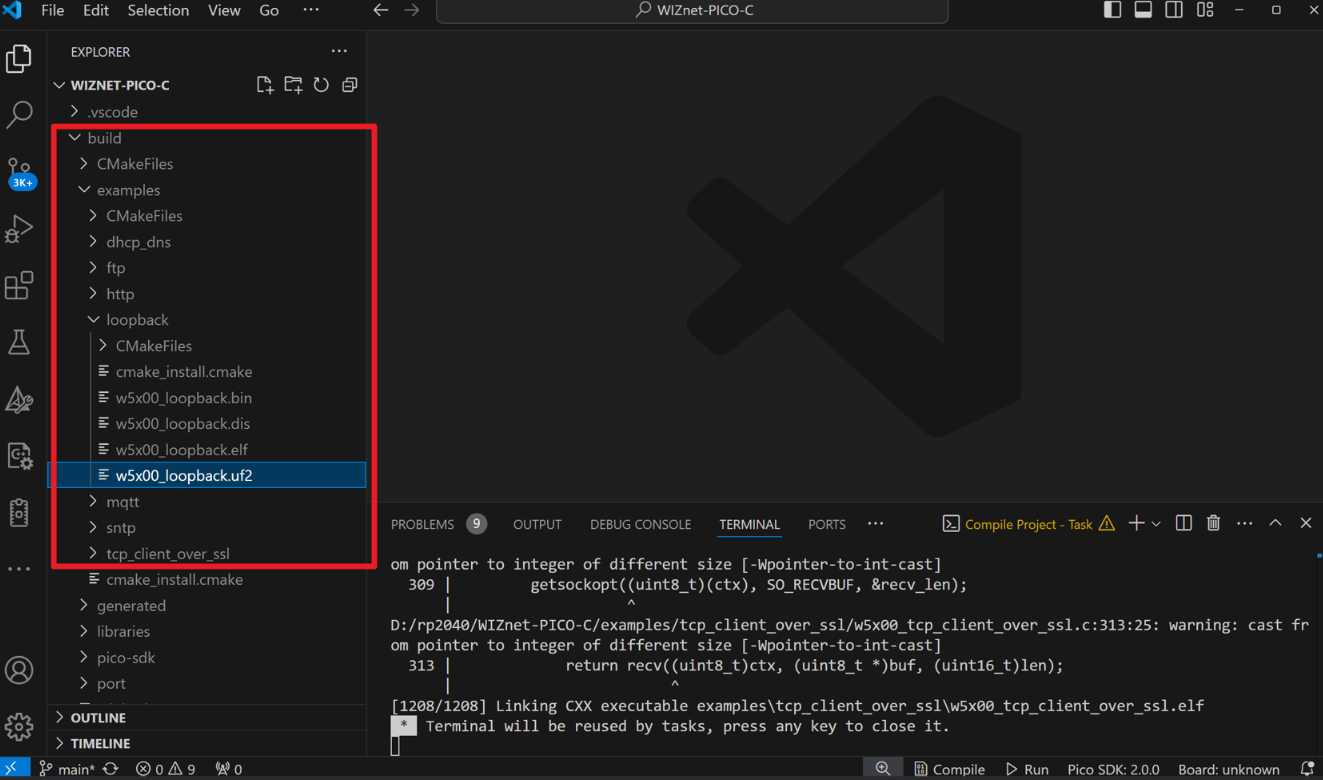 File Edit Selection View Go ···
WIZnet-PICO-C
EXPLORER
WIZNET-PICO-C
.vscode
build
CMakeFiles
examples
CMakeFiles
dhcp_dns
ftp
http
loopback
CMakeFiles
cmake_install.cmake
w5x00_loopback.bin
w5x00_loopback.dis
w5x00_loopback.elf
w5x00_loopback.uf2
mqtt
sntp
tcp_client_over_ssl
cmake_install.cmake
generated
libraries
pico-sdk
port
OUTLINE
TIMELINE
3K+
PROBLEMS 9 OUTPUT DEBUG CONSOLE TERMINAL PORTS ··· Compile Project - Task
om pointer to integer of different size [-Wpointer-to-int-cast]
309 | getsockopt((uint8_t)(ctx), SO_RECVBUF, &recv_len);
| ^
D:/rp2040/WIZnet-PICO-C/examples/tcp_client_over_ssl/w5x00_tcp_client_over_ssl.c:313:25: warning: cast fr
om pointer to integer of different size [-Wpointer-to-int-cast]
313 | return recv((uint8_t)ctx, (uint8_t *)buf, (uint16_t)len);
| ^
[1208/1208] Linking CXX executable examples\tcp_client_over_ssl\w5x00_tcp_client_over_ssl.elf
* Terminal will be reused by tasks, press any key to close it.
main* 0 9 0 Compile Run Pico SDK: 2.0.0 Board: unknown